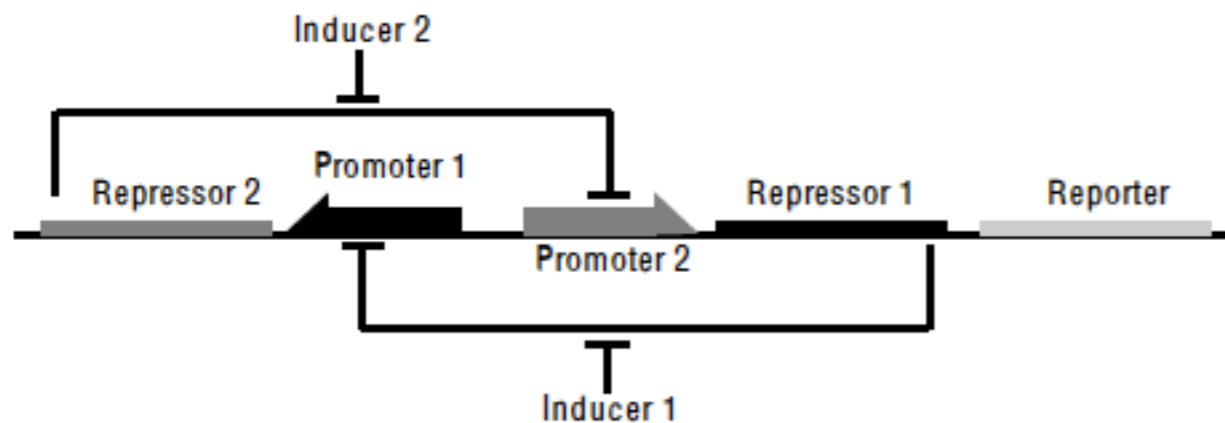 Inducer 2
Promoter 1
Repressor 2
Repressor 1
Reporter
Promoter 2
Inducer 1